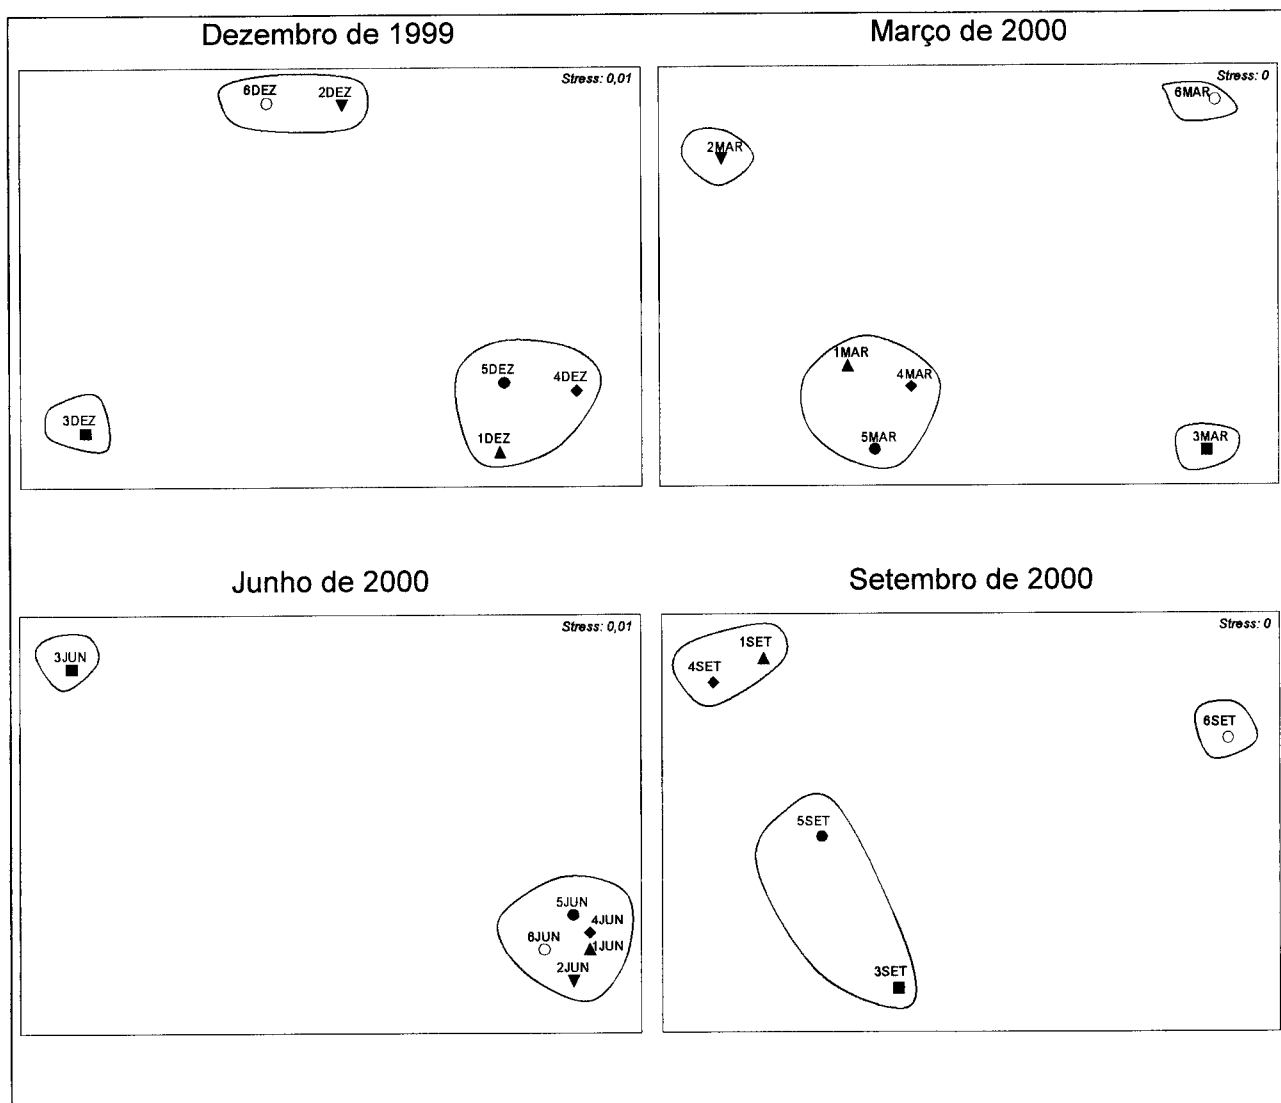 Dezembro de 1999
Stress: 0,01
6DEZ
2DEZ
5DEZ
4DEZ
3DEZ
1DEZ
Março de 2000
Stress: 0
6MAR
2MAR
1MAR
4MAR
5MAR
3MAR
Junho de 2000
Stress: 0,01
3JUN
5JUN
4JUN
6JUN
1JUN
2JUN
Setembro de 2000
Stress: 0
1SET
4SET
6SET
5SET
3SET